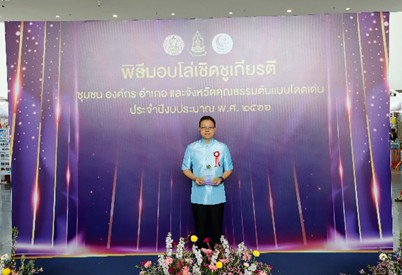 พิธีมอบโล่เชิดชูเกียรติ
ชุมชน องค์กร อำเภอ และจังหวัดคุณธรรมต้นแบบโดดเด่น
ประจำปีงบประมาณ พ.ศ. ๒๕๖๖